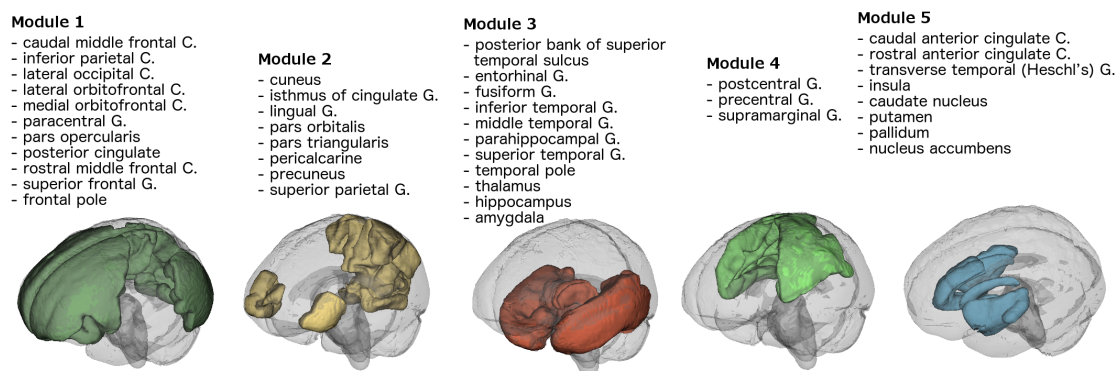 Module 1
- caudal middle frontal C.
- inferior parietal C.
- lateral occipital C.
- lateral orbitofrontal C.
- medial orbitofrontal C.
- paracentral G.
- pars opercularis
- posterior cingulate
- rostral middle frontal C.
- superior frontal G.
- frontal pole
Module 2
- cuneus
- isthmus of cingulate G.
- lingual G.
- pars orbitalis
- pars triangularis
- pericalcarine
- precuneus
- superior parietal G.
Module 3
- posterior bank of superior
temporal sulcus
- entorhinal G.
- fusiform G.
- inferior temporal G.
- middle temporal G.
- parahippocampal G.
- superior temporal G.
- temporal pole
- thalamus
- hippocampus
- amygdala
Module 4
- postcentral G.
- precentral G.
- supramarginal G.
Module 5
- caudal anterior cingulate C.
- rostral anterior cingulate C.
- transverse temporal (Heschl's) G.
- insula
- caudate nucleus
- putamen
- pallidum
- nucleus accumbens